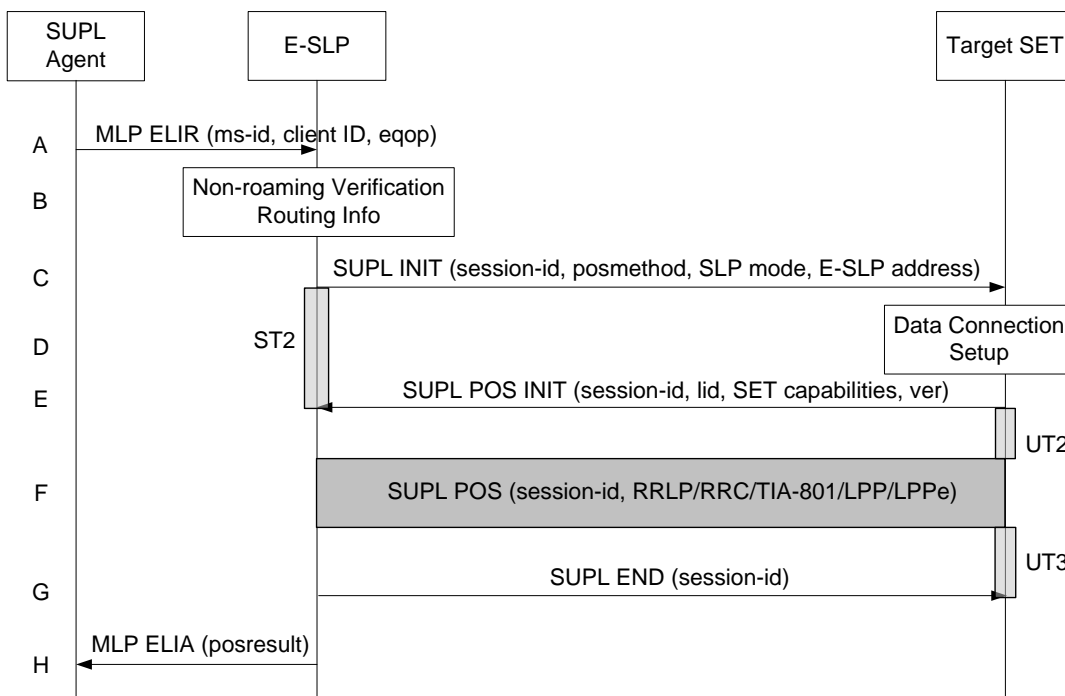 SUPL
Agent
E-SLP
Target SET
A
MLP ELIR (ms-id, client ID, eqop)
B
Non-roaming Verification
Routing Info
C
SUPL INIT (session-id, posmethod, SLP mode, E-SLP address)
D
ST2
Data Connection
Setup
E
SUPL POS INIT (session-id, lid, SET capabilities, ver)
UT2
F
SUPL POS (session-id, RRLP/RRC/TIA-801/LPP/LPPe)
UT3
G
SUPL END (session-id)
H
MLP ELIA (posresult)